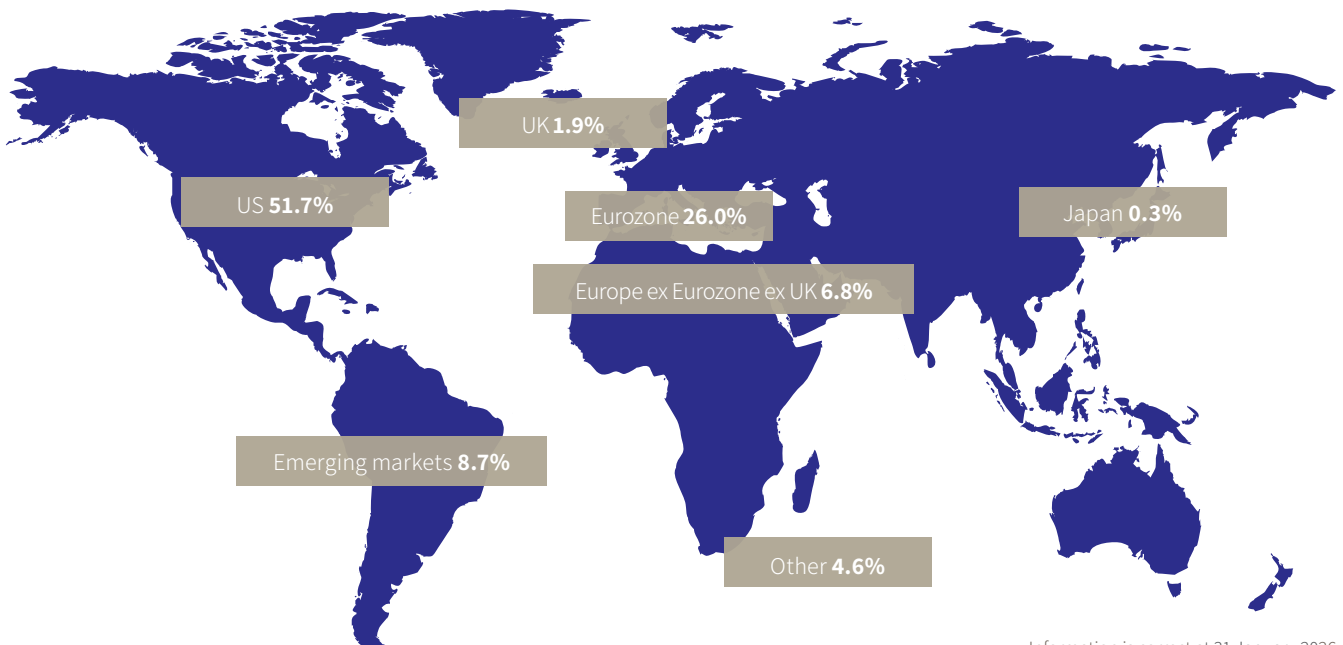 UK 1.9%
US 51.7%
Eurozone 26.0%
Japan 0.3%
Europe ex Eurozone ex UK 6.8%
Emerging markets 8.7%
Other 4.6%